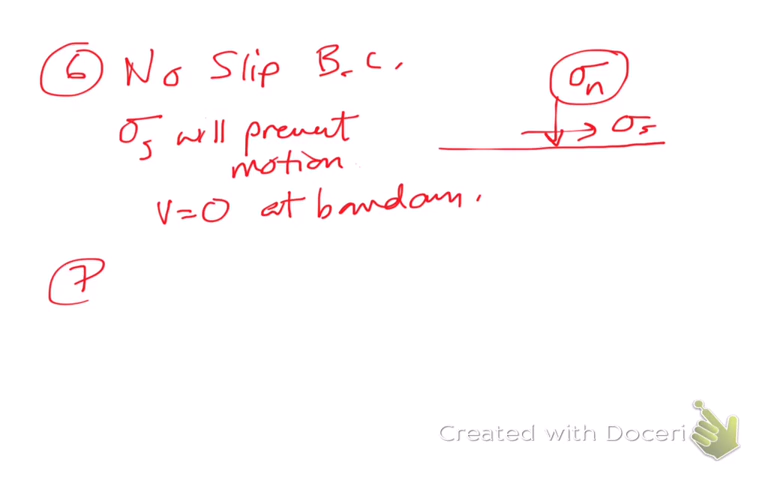 ⑥ No Slip B.C.
σn
σs
σs will prevent
motion
v=0 at boundary.
⑦
Created with Doceri